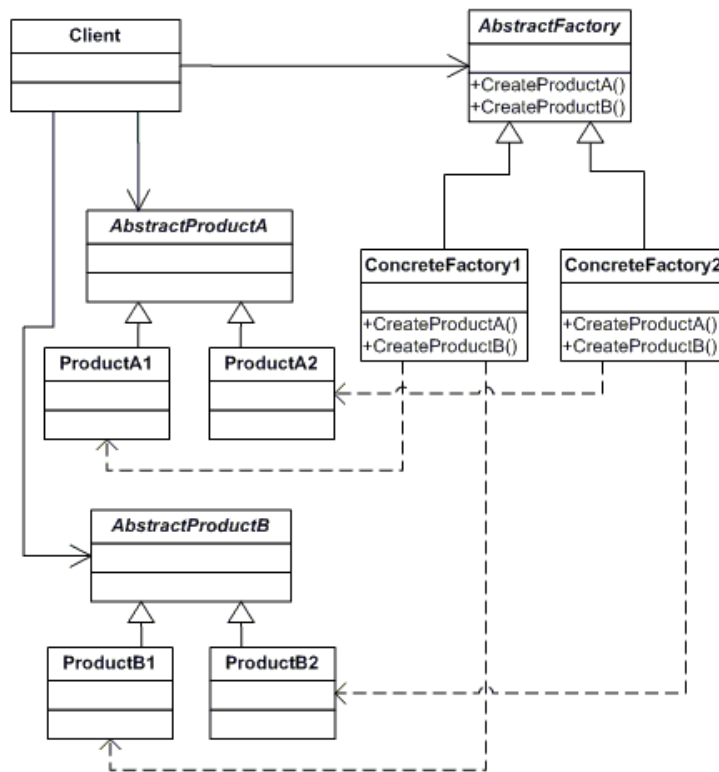 Client
AbstractFactory
+CreateProductA()
+CreateProductB()
AbstractProductA
ConcreteFactory1
+CreateProductA()
+CreateProductB()
ConcreteFactory2
+CreateProductA()
+CreateProductB()
ProductA1
ProductA2
AbstractProductB
ProductB1
ProductB2